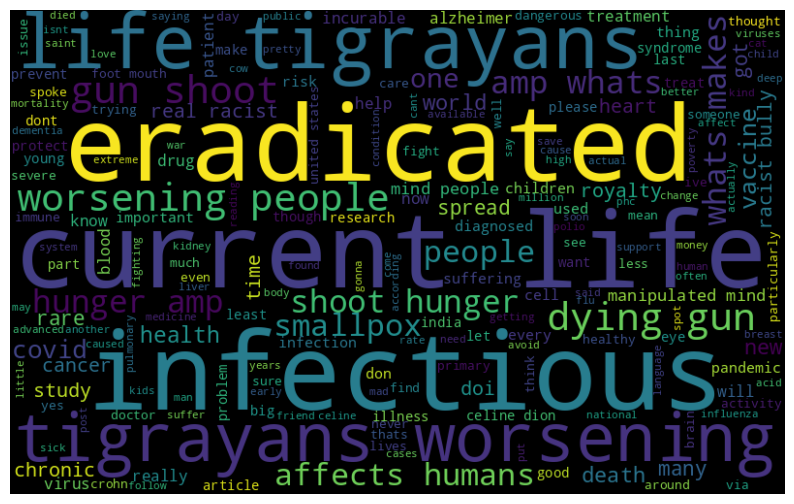 life tigrayans
eradicated
current life
infectious
tigrayans worsening
worsening people
gun shoot
one
amp whats
whats makes
got
vaccine
racist bully
real racist
world
help
heart
hunger amp
shoot hunger
people
dying gun
smallpox
affects humans
spread
royalty
mind people
children
manipulated mind
new
covid
cancer
health
rare
study
chronic
virus
crohn
death
many
doi
time
will
pandemic
activity
particularly
issue
died
saying
day
public
dangerous
treatment
thought
isnt
saint
love
pretty
patient
make
incurable
alzheimer
thing
syndrome
last
viruses
cat
child
prevent
foot mouth
cow
risk
care
treat
deep
spoke
mortality
trying
united states
condition
available
cant
well
please
someone
better
kind
dont
dementia
protect
young
severe
extreme
war
drug
fight
say
save
cause
high
actual
affect
poverty
actually
immune
know
important
reading
though
now
research
diagnosed
used
million
phc
mean
change
live
soon
polio
see
less
support
often
money
human
system
kidney
blood
part
much
fighting
even
liver
found
gonna
body
come
according
suffering
want
cell
flu
said
getting
spot
may
advanced
another
caused
medicine
pulmonary
least
infection
india
let
every
healthy
eye
acid
breast
rate
need
avoid
primary
think
language
little
years
early
don
find
problem
sure
big
friend
celine
celine dion
national
influenza
brain
yes
kids
man
suffer
post
doctor
mad
illness
never
thats
lives
cases
put
good
around
via
sick
follow
really
article